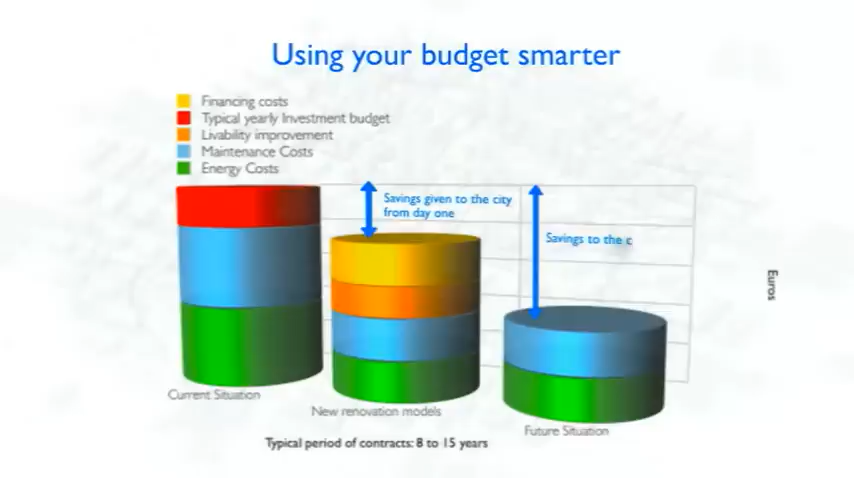 Using your budget smarter
Financing costs
Typical yearly Investment budget
Livability improvement
Maintenance Costs
Energy Costs
Savings given to the city
from day one
Savings to the c
Euros
Current Situation
New renovation models
Future Situation
Typical period of contracts: 8 to 15 years